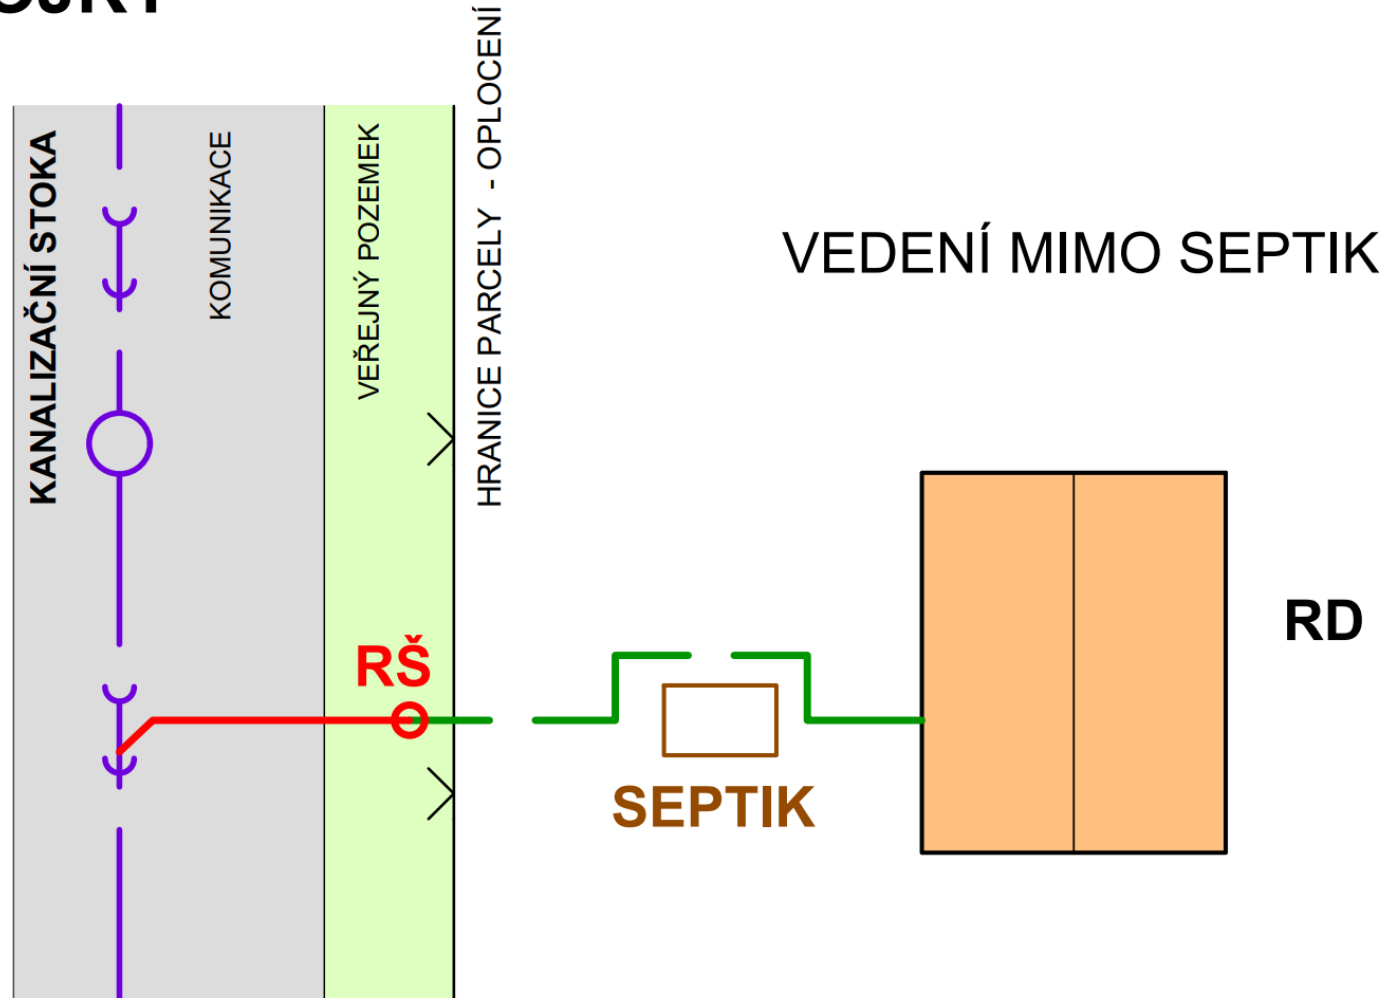 KANALIZAČNÍ STOKA
KOMUNIKACE
VEŘEJNÝ POZEMEK
HRANICE PARCELY - OPLOCENÍ
VEDENÍ MIMO SEPTIK
RŠ
SEPTIK
RD